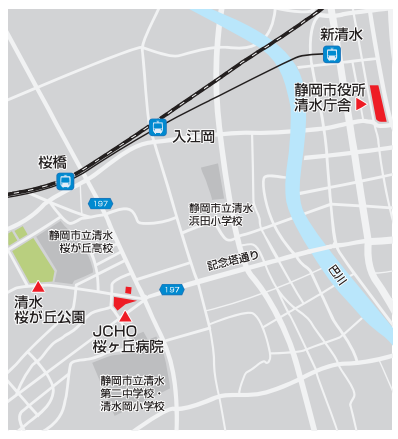 新清水
静岡市役所
清水庁舎
入江岡
桜橋
197
静岡市立清水
浜田小学校
静岡市立清水
桜が丘高校
記念塔通り
巴川
197
清水
桜が丘公園
JCHO
桜ヶ丘病院
静岡市立清水
第二中学校・
清水岡小学校